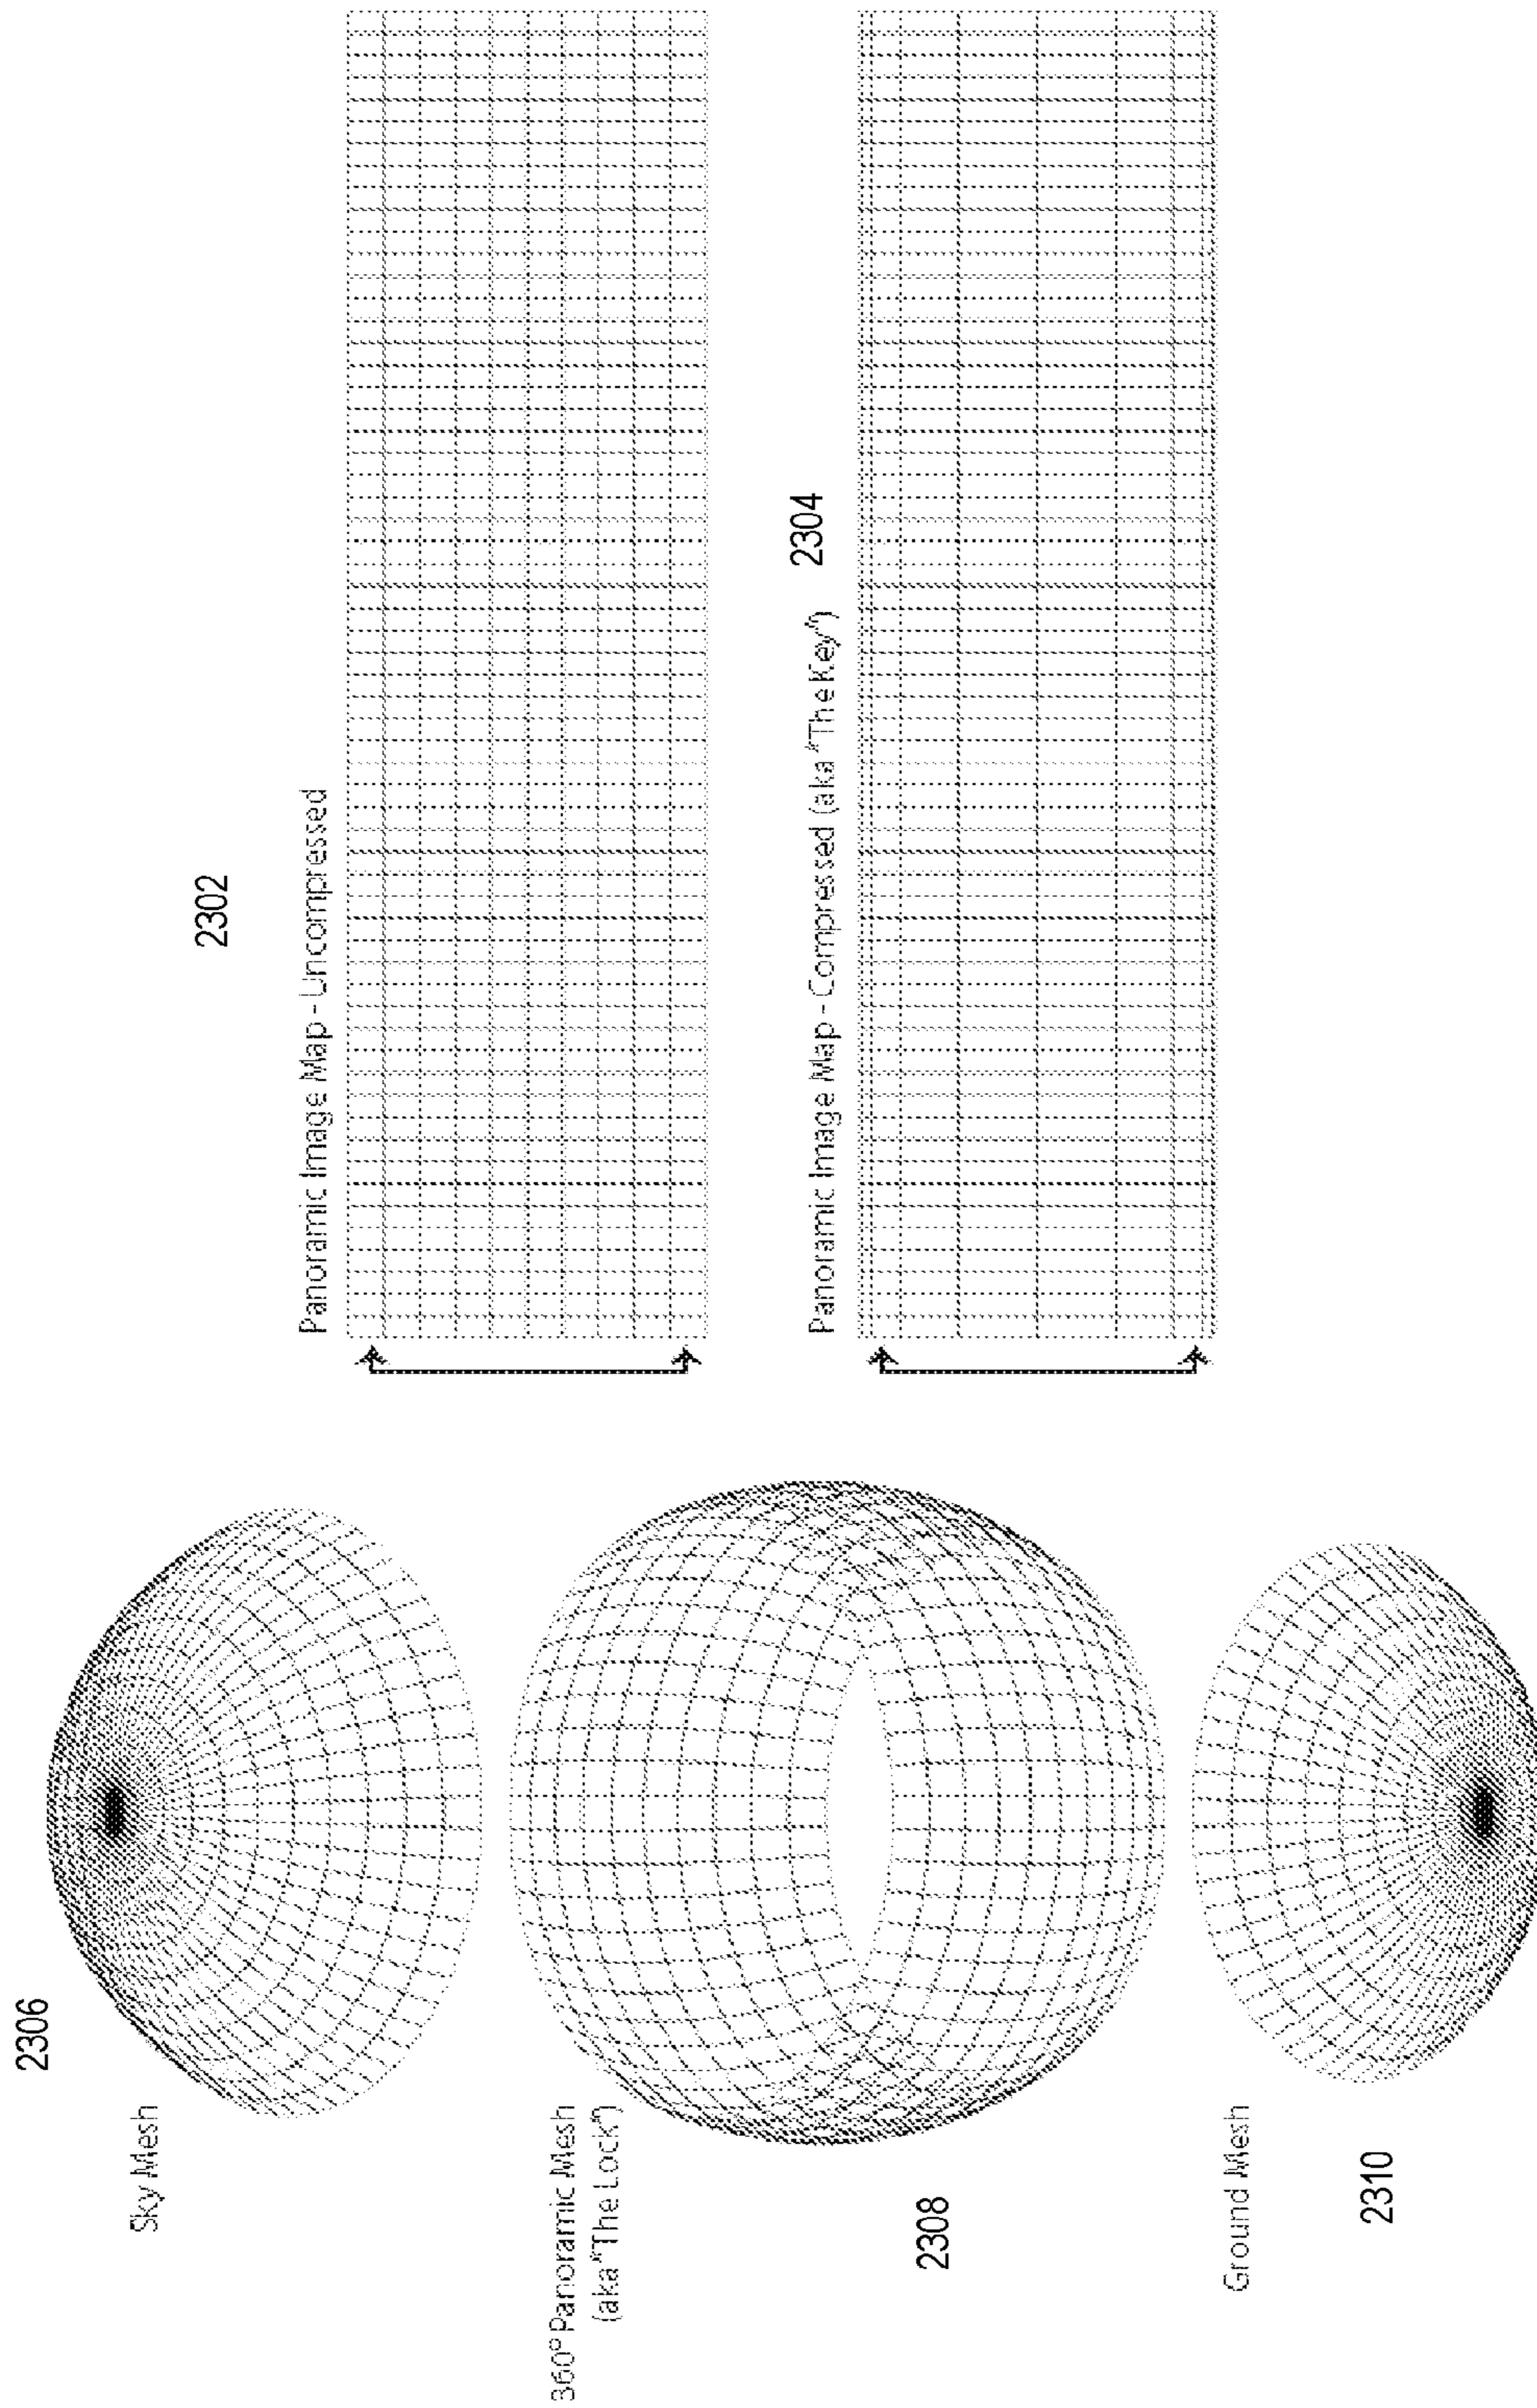 2306
Sky Mesh
360° Panoramic Mesh
(aka "The Lock")
2308
Ground Mesh
2310
2302
Panoramic Image Map - Uncompressed
Panoramic Image Map - Compressed (aka "The Key")
2304